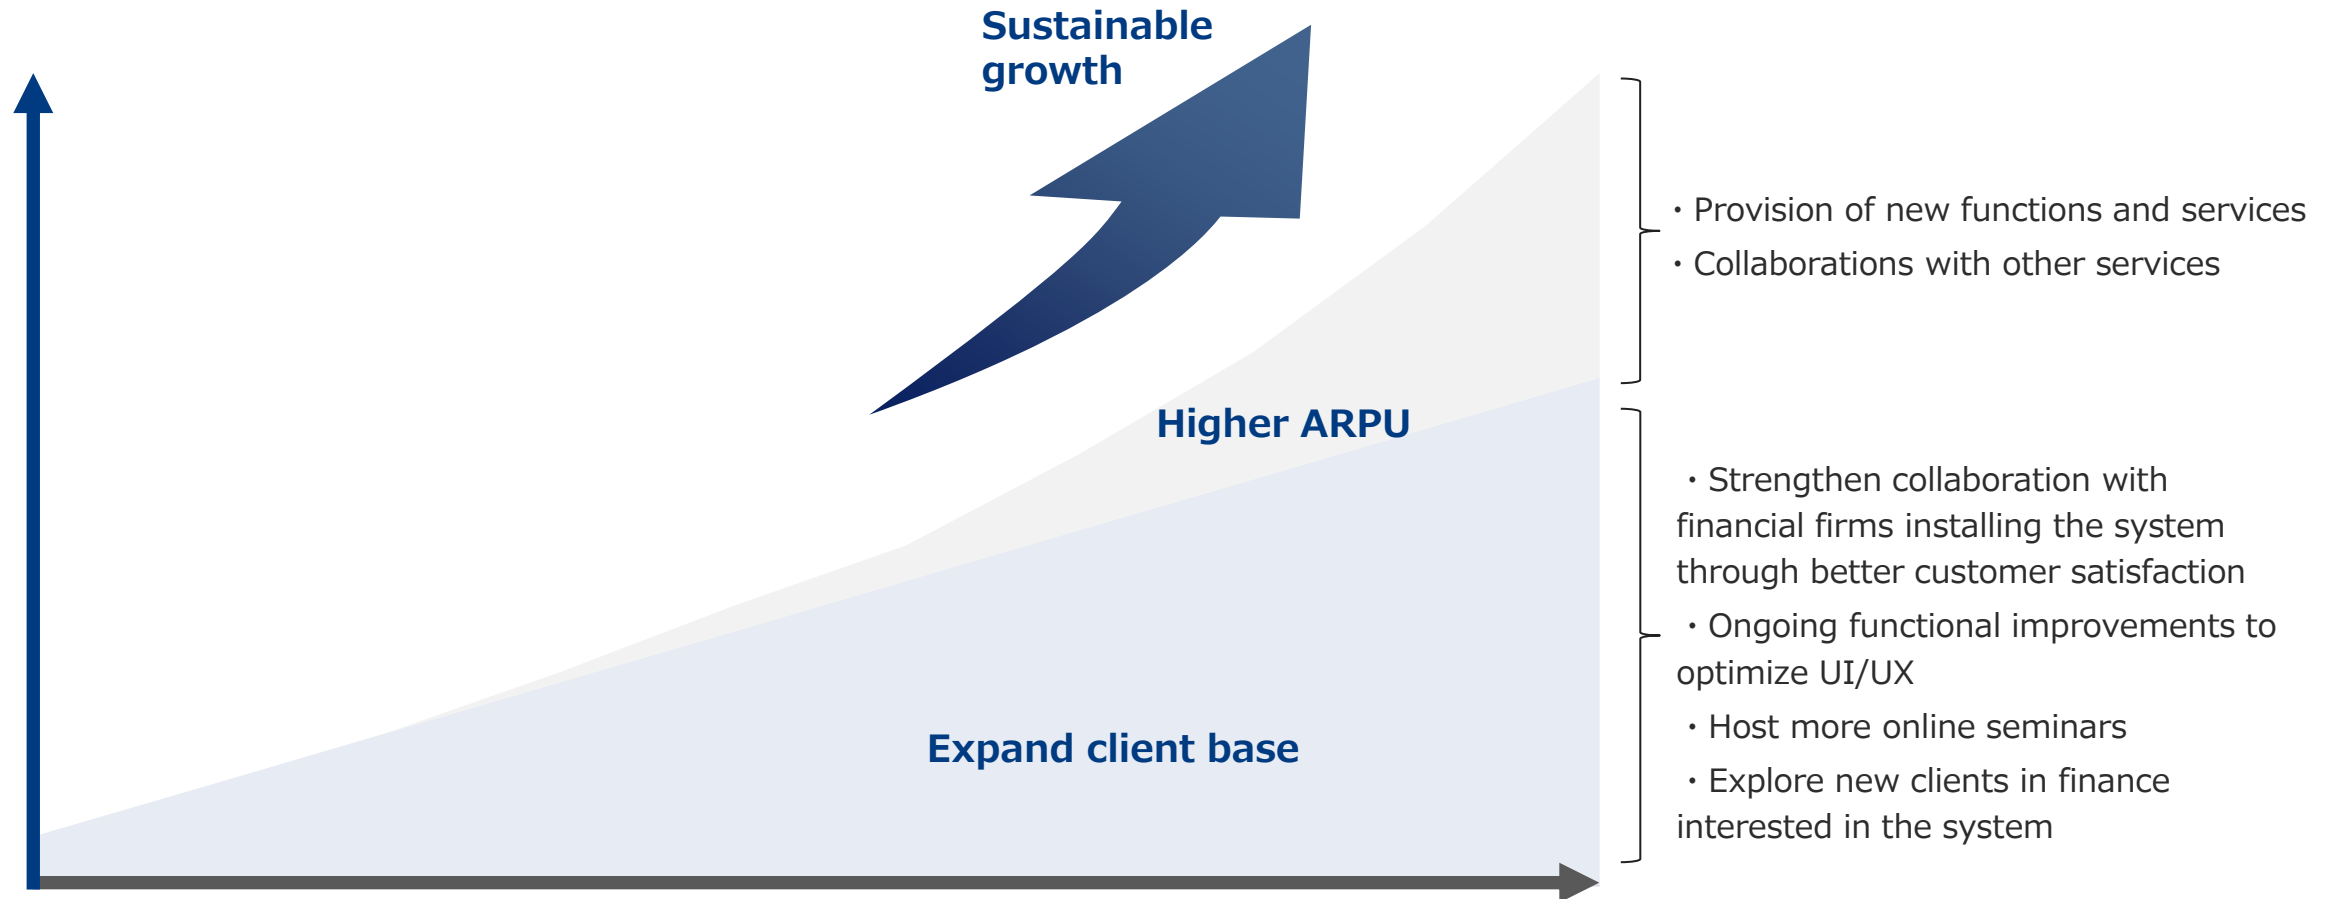 Sustainable
growth
・Provision of new functions and services
・Collaborations with other services
Higher ARPU
・Strengthen collaboration with
financial firms installing the system
through better customer satisfaction
・Ongoing functional improvements to
optimize UI/UX
・Host more online seminars
・Explore new clients in finance
interested in the system
Expand client base